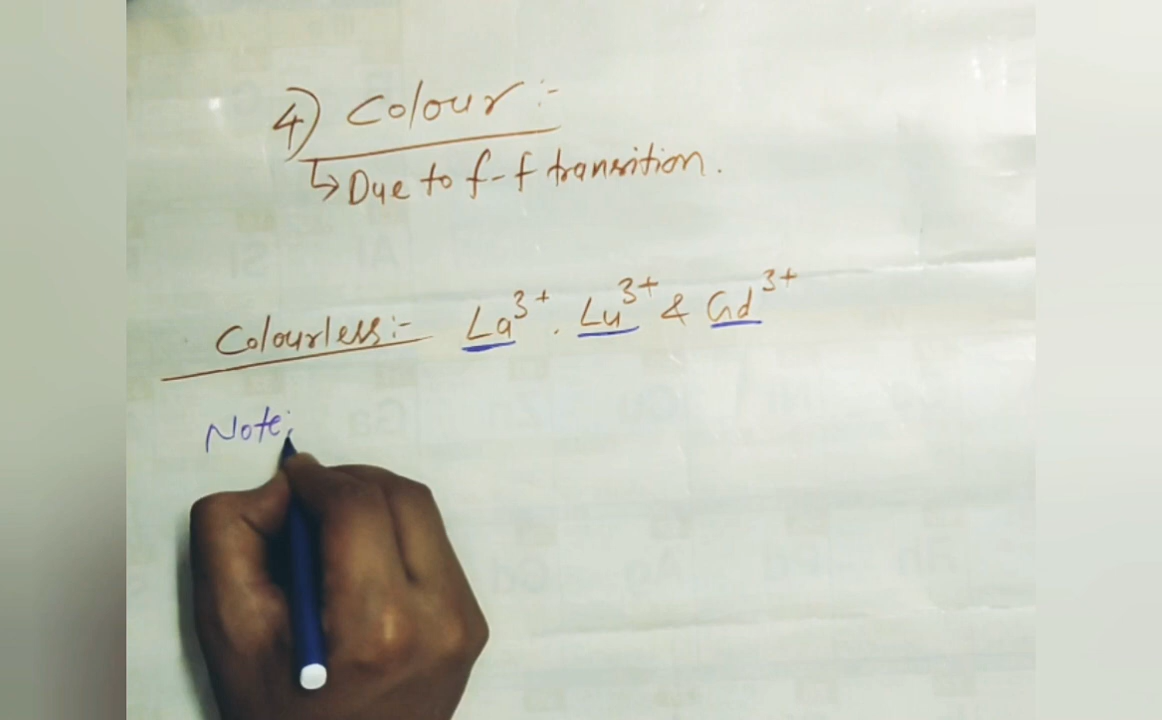 4) Colour :-
↳ Due to f-f transition.
Colourless :- La³⁺. Lu³⁺ & Gd³⁺
Note: